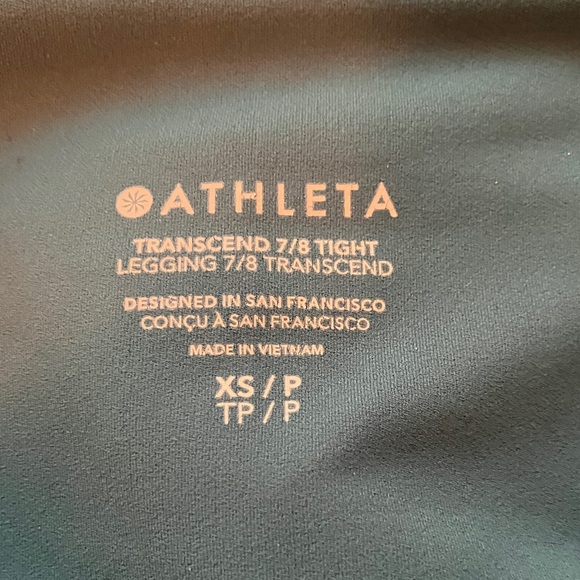 ATHLETA
TRANSCEND 7/8 TIGHT
LEGGING 7/8 TRANSCEND
DESIGNED IN SAN FRANCISCO
CONÇU À SAN FRANCISCO
MADE IN VIETNAM
XS / P
TP / P